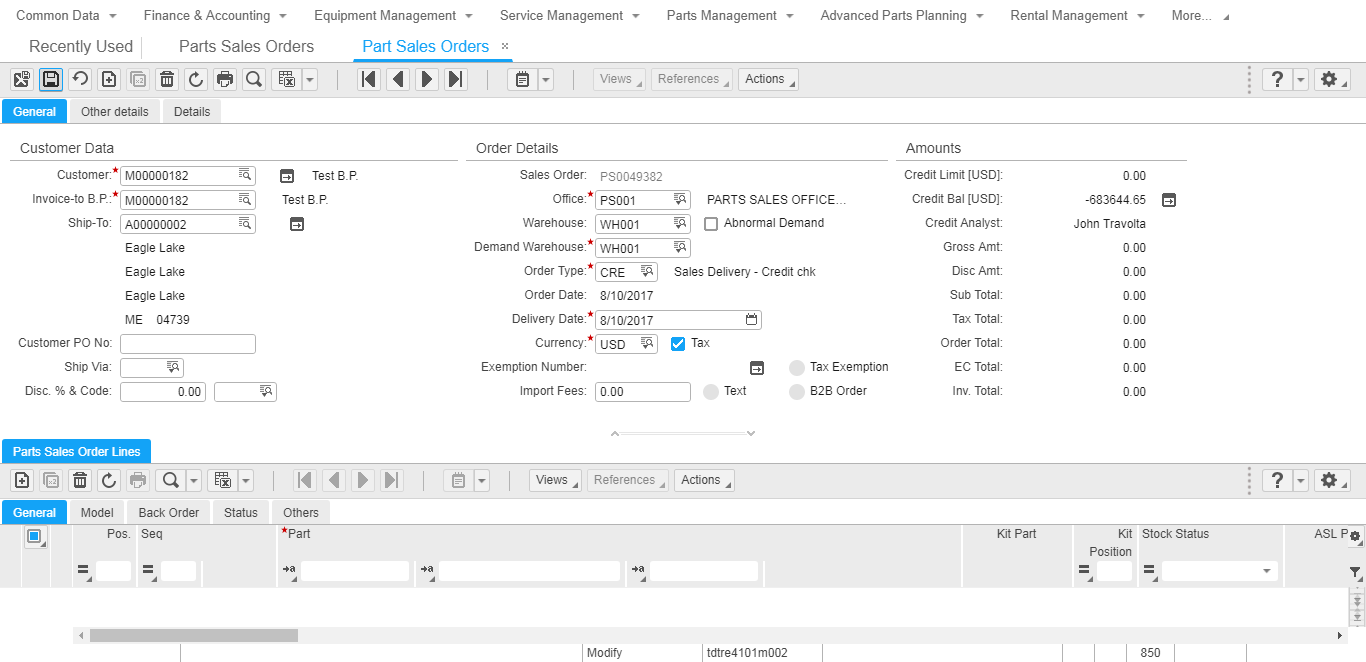 Common Data Finance & Accounting Equipment Management Service Management Parts Management Advanced Parts Planning Rental Management More...
Recently Used Parts Sales Orders Part Sales Orders ×
Views References Actions ?
General Other details Details
Customer Data Order Details Amounts
Customer:* M00000182 Test B.P. Sales Order: PS0049382 Credit Limit [USD]: 0.00
Invoice-to B.P.:* M00000182 Test B.P. Office:* PS001 PARTS SALES OFFICE... Credit Bal [USD]: -683644.65
Ship-To: A00000002 Warehouse: WH001 Abnormal Demand Credit Analyst: John Travolta
Eagle Lake Demand Warehouse:* WH001 Gross Amt: 0.00
Eagle Lake Order Type:* CRE Sales Delivery - Credit chk Disc Amt: 0.00
Eagle Lake Order Date: 8/10/2017 Sub Total: 0.00
ME 04739 Delivery Date:* 8/10/2017 Tax Total: 0.00
Customer PO No: Currency:* USD Tax Order Total: 0.00
Ship Via: Exemption Number: Tax Exemption EC Total: 0.00
Disc. % & Code: 0.00 Import Fees: 0.00 Text B2B Order Inv. Total: 0.00
Parts Sales Order Lines
Views References Actions ?
General Model Back Order Status Others
Pos. Seq *Part Kit Part Kit Position Stock Status ASL P
Modify tdtre4101m002 850